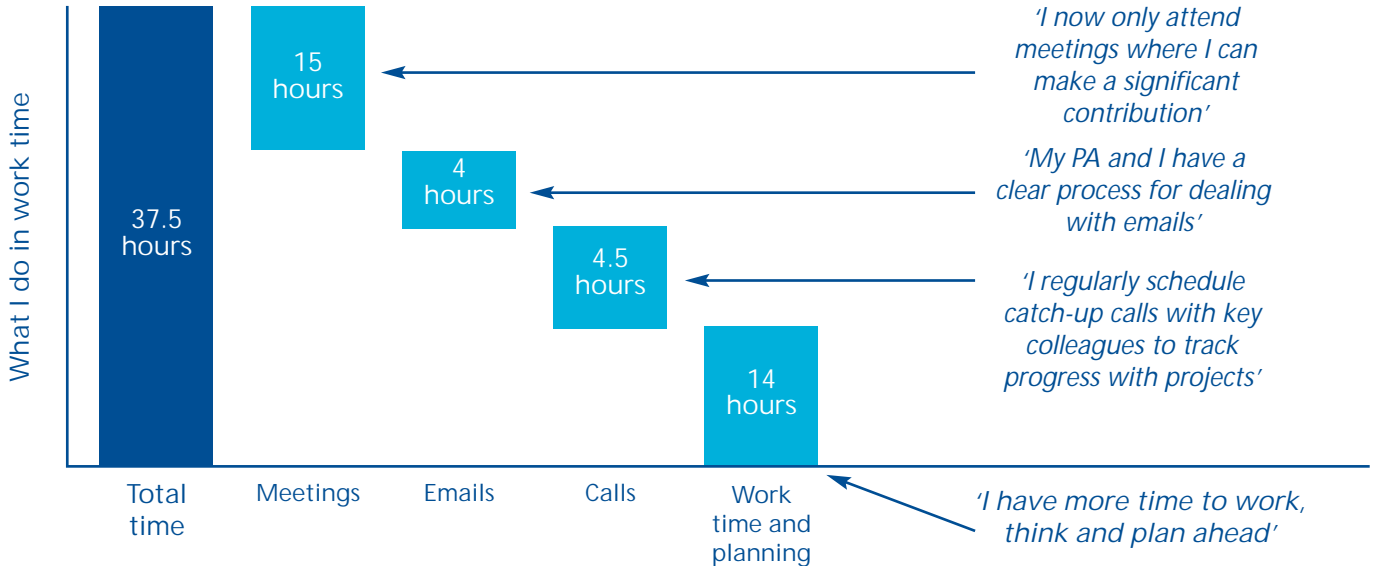 What I do in work time
37.5
hours
15
hours
4
hours
4.5
hours
14
hours
Total
time
Meetings
Emails
Calls
Work
time and
planning
‘I now only attend
meetings where I can
make a significant
contribution’
‘My PA and I have a
clear process for dealing
with emails’
‘I regularly schedule
catch-up calls with key
colleagues to track
progress with projects’
‘I have more time to work,
think and plan ahead’